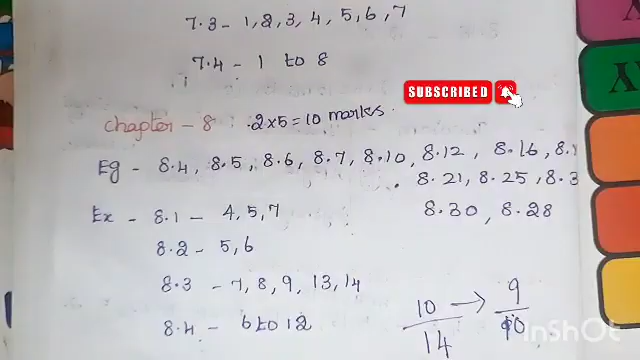 7.3 - 1, 2, 3, 4, 5, 6, 7
7.4 - 1 to 8
SUBSCRIBED
Chapter - 8 2x5 = 10 marks.
Eg - 8.4, 8.5, 8.6, 8.7, 8.10, 8.12, 8.16,
8.21, 8.25,
8.30, 8.28
Ex - 8.1 - 4, 5, 7
8.2 - 5, 6
8.3 - 7, 8, 9, 13, 14
8.4 - 6 to 12
10/14 → 9/10
InShOt